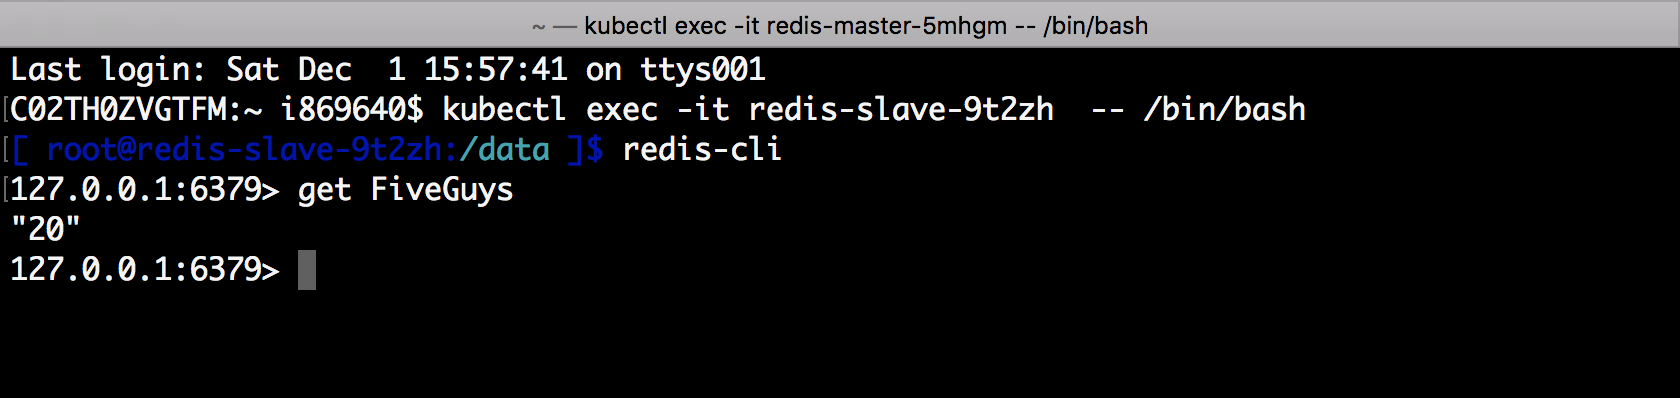 ~ — kubectl exec -it redis-master-5mhgm -- /bin/bash
Last login: Sat Dec  1 15:57:41 on ttys001
[C02TH0ZVGTFM:~ i869640$ kubectl exec -it redis-slave-9t2zh  -- /bin/bash
[[ root@redis-slave-9t2zh:/data ]$ redis-cli
[127.0.0.1:6379> get FiveGuys
"20"
127.0.0.1:6379>